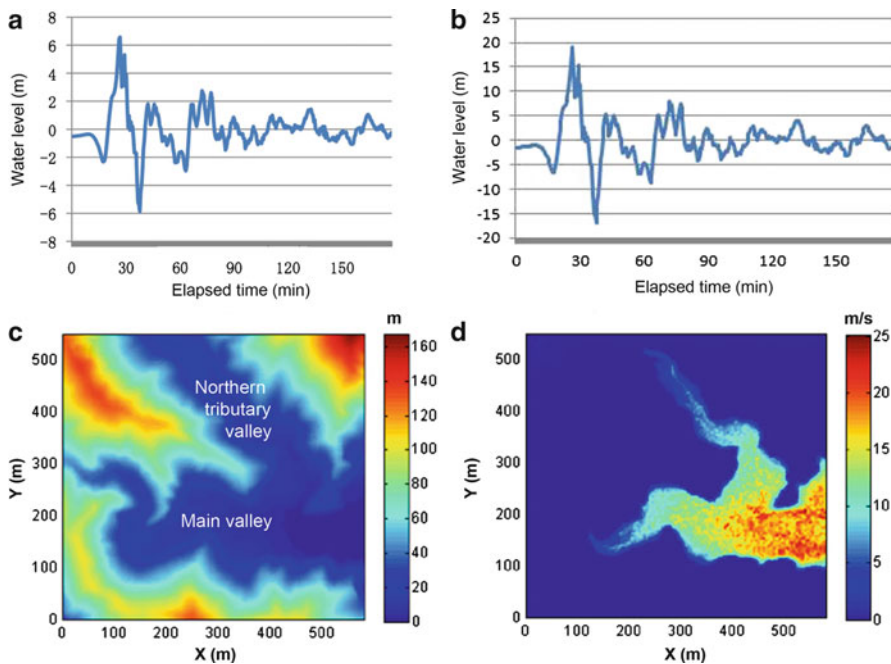 a
8
6
4
2
0
−2
−4
−6
−8
Water level (m)
0 30 60 90 120 150
Elapsed time (min)
b
25
20
15
10
5
0
-5
-10
-15
-20
Water level (m)
0 30 60 90 120 150
Elapsed time (min)
c
m
500
400
300
200
100
0
Y (m)
Northern
tributary
valley
Main valley
0 100 200 300 400 500
X (m)
160
140
120
100
80
60
40
20
0
d
m/s
500
400
300
200
100
0
Y (m)
0 100 200 300 400 500
X (m)
25
20
15
10
5
0